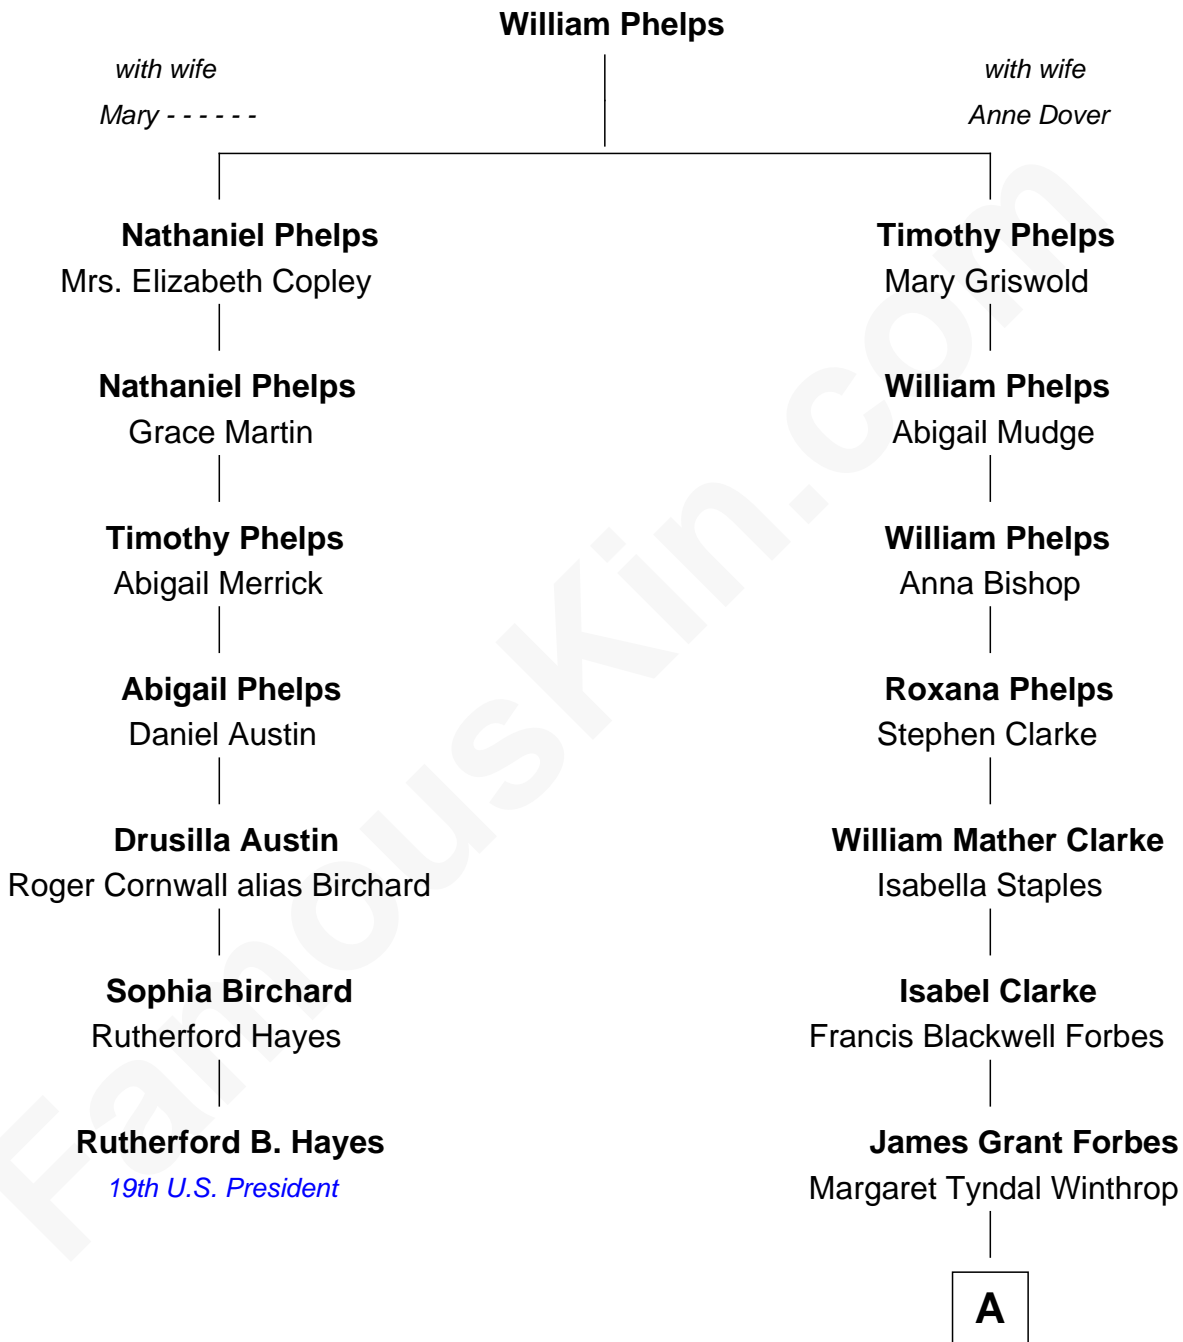 William Phelps
with wife
Mary - - - - - -
with wife
Anne Dover
Nathaniel Phelps
Mrs. Elizabeth Copley
Timothy Phelps
Mary Griswold
Nathaniel Phelps
Grace Martin
William Phelps
Abigail Mudge
Timothy Phelps
Abigail Merrick
William Phelps
Anna Bishop
Abigail Phelps
Daniel Austin
Roxana Phelps
Stephen Clarke
Drusilla Austin
Roger Cornwall alias Birchard
William Mather Clarke
Isabella Staples
Sophia Birchard
Rutherford Hayes
Isabel Clarke
Francis Blackwell Forbes
Rutherford B. Hayes
19th U.S. President
James Grant Forbes
Margaret Tyndal Winthrop
A
FamousKin.com